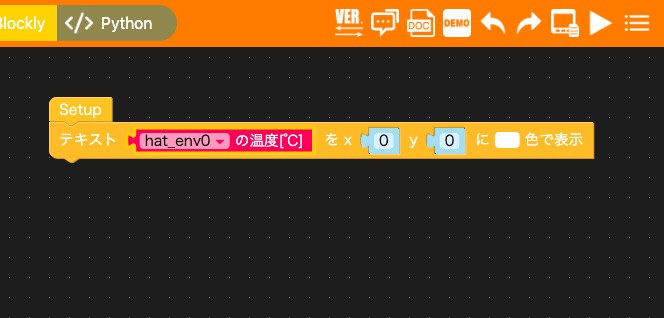 Blockly </> Python VER. DOC DEMO
Setup
テキスト hat_env0 の温度[℃] を x 0 y 0 に 色で表示